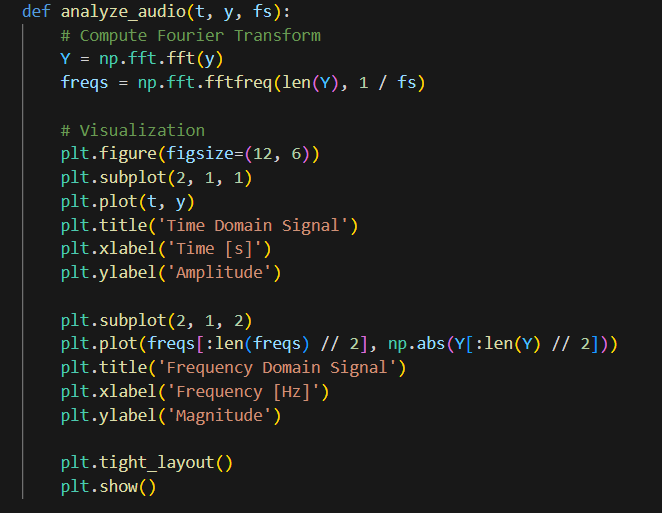 def analyze_audio(t, y, fs):
    # Compute Fourier Transform
    Y = np.fft.fft(y)
    freqs = np.fft.fftfreq(len(Y), 1 / fs)

    # Visualization
    plt.figure(figsize=(12, 6))
    plt.subplot(2, 1, 1)
    plt.plot(t, y)
    plt.title('Time Domain Signal')
    plt.xlabel('Time [s]')
    plt.ylabel('Amplitude')

    plt.subplot(2, 1, 2)
    plt.plot(freqs[:len(freqs) // 2], np.abs(Y[:len(Y) // 2]))
    plt.title('Frequency Domain Signal')
    plt.xlabel('Frequency [Hz]')
    plt.ylabel('Magnitude')

    plt.tight_layout()
    plt.show()